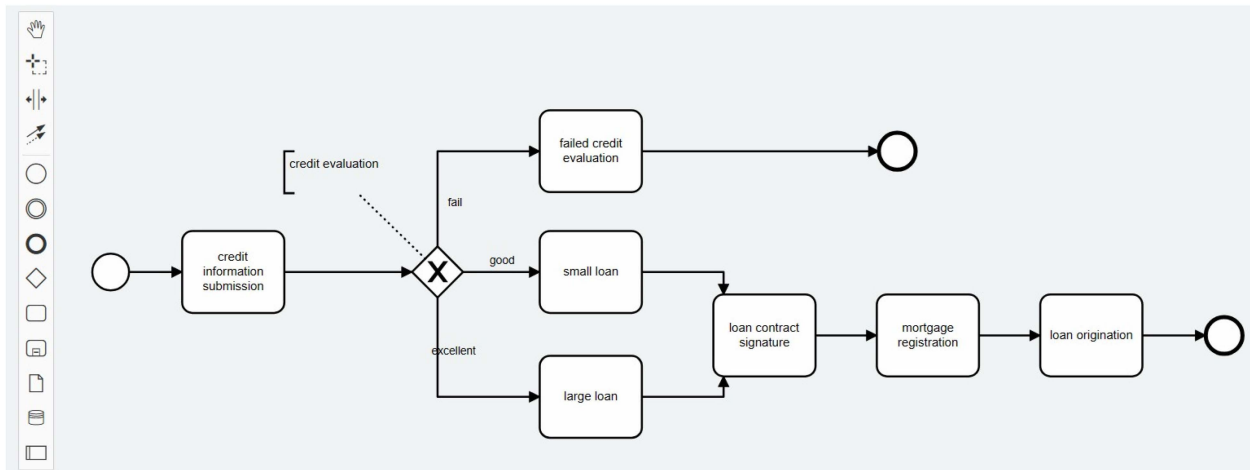 credit evaluation
failed credit
evaluation
fail
credit
information
submission
good
small loan
excellent
large loan
loan contract
signature
mortgage
registration
loan origination